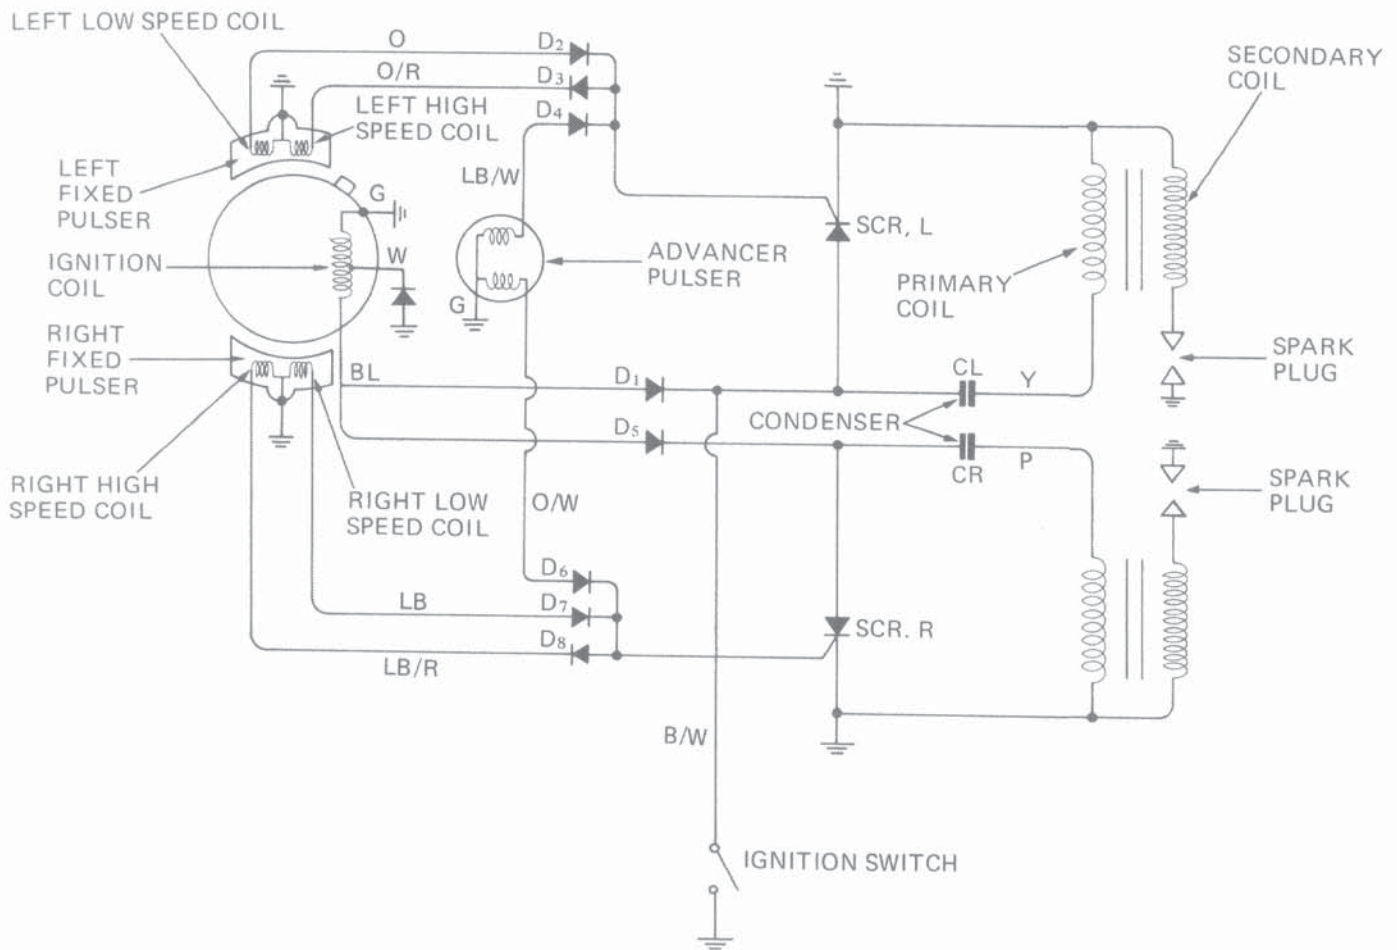 LEFT LOW SPEED COIL
O
D2
O/R
D3
LEFT HIGH
SPEED COIL
D4
SECONDARY
COIL
LEFT
FIXED
PULSER
LB/W
G
SCR, L
IGNITION
COIL
W
ADVANCER
PULSER
PRIMARY
COIL
G
RIGHT
FIXED
PULSER
SPARK
PLUG
BL
D1
CL
Y
CONDENSER
D5
CR
P
RIGHT HIGH
SPEED COIL
RIGHT LOW
SPEED COIL
O/W
SPARK
PLUG
D6
LB
D7
D8
SCR. R
LB/R
B/W
IGNITION SWITCH